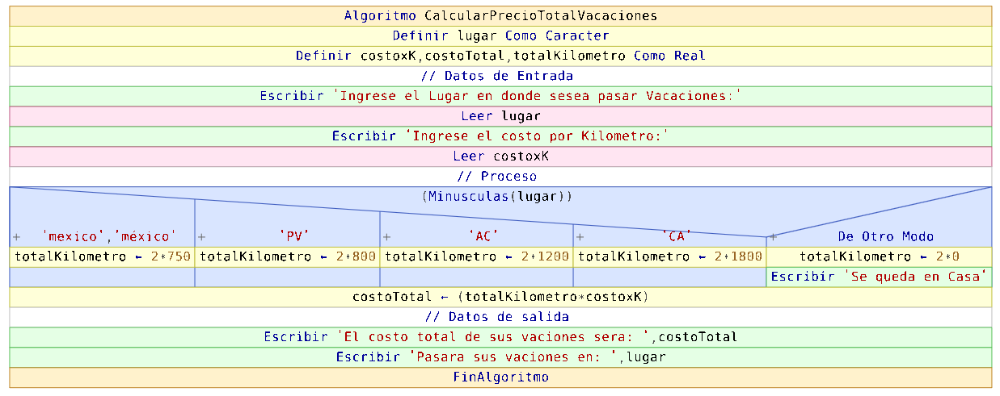 Algoritmo CalcularPrecioTotalVacaciones
Definir lugar Como Caracter
Definir costoxK,costoTotal,totalKilometro Como Real
// Datos de Entrada
Escribir 'Ingrese el Lugar en donde sesea pasar Vacaciones:'
Leer lugar
Escribir 'Ingrese el costo por Kilometro:'
Leer costoxK
// Proceso
(Minusculas(lugar))
+ 'mexico','méxico' + 'PV' + 'AC' + 'CA' + De Otro Modo
totalKilometro ← 2*750 totalKilometro ← 2*800 totalKilometro ← 2*1200 totalKilometro ← 2*1800 totalKilometro ← 2*0
Escribir 'Se queda en Casa'
costoTotal ← (totalKilometro*costoxK)
// Datos de salida
Escribir 'El costo total de sus vaciones sera: ',costoTotal
Escribir 'Pasara sus vaciones en: ',lugar
FinAlgoritmo